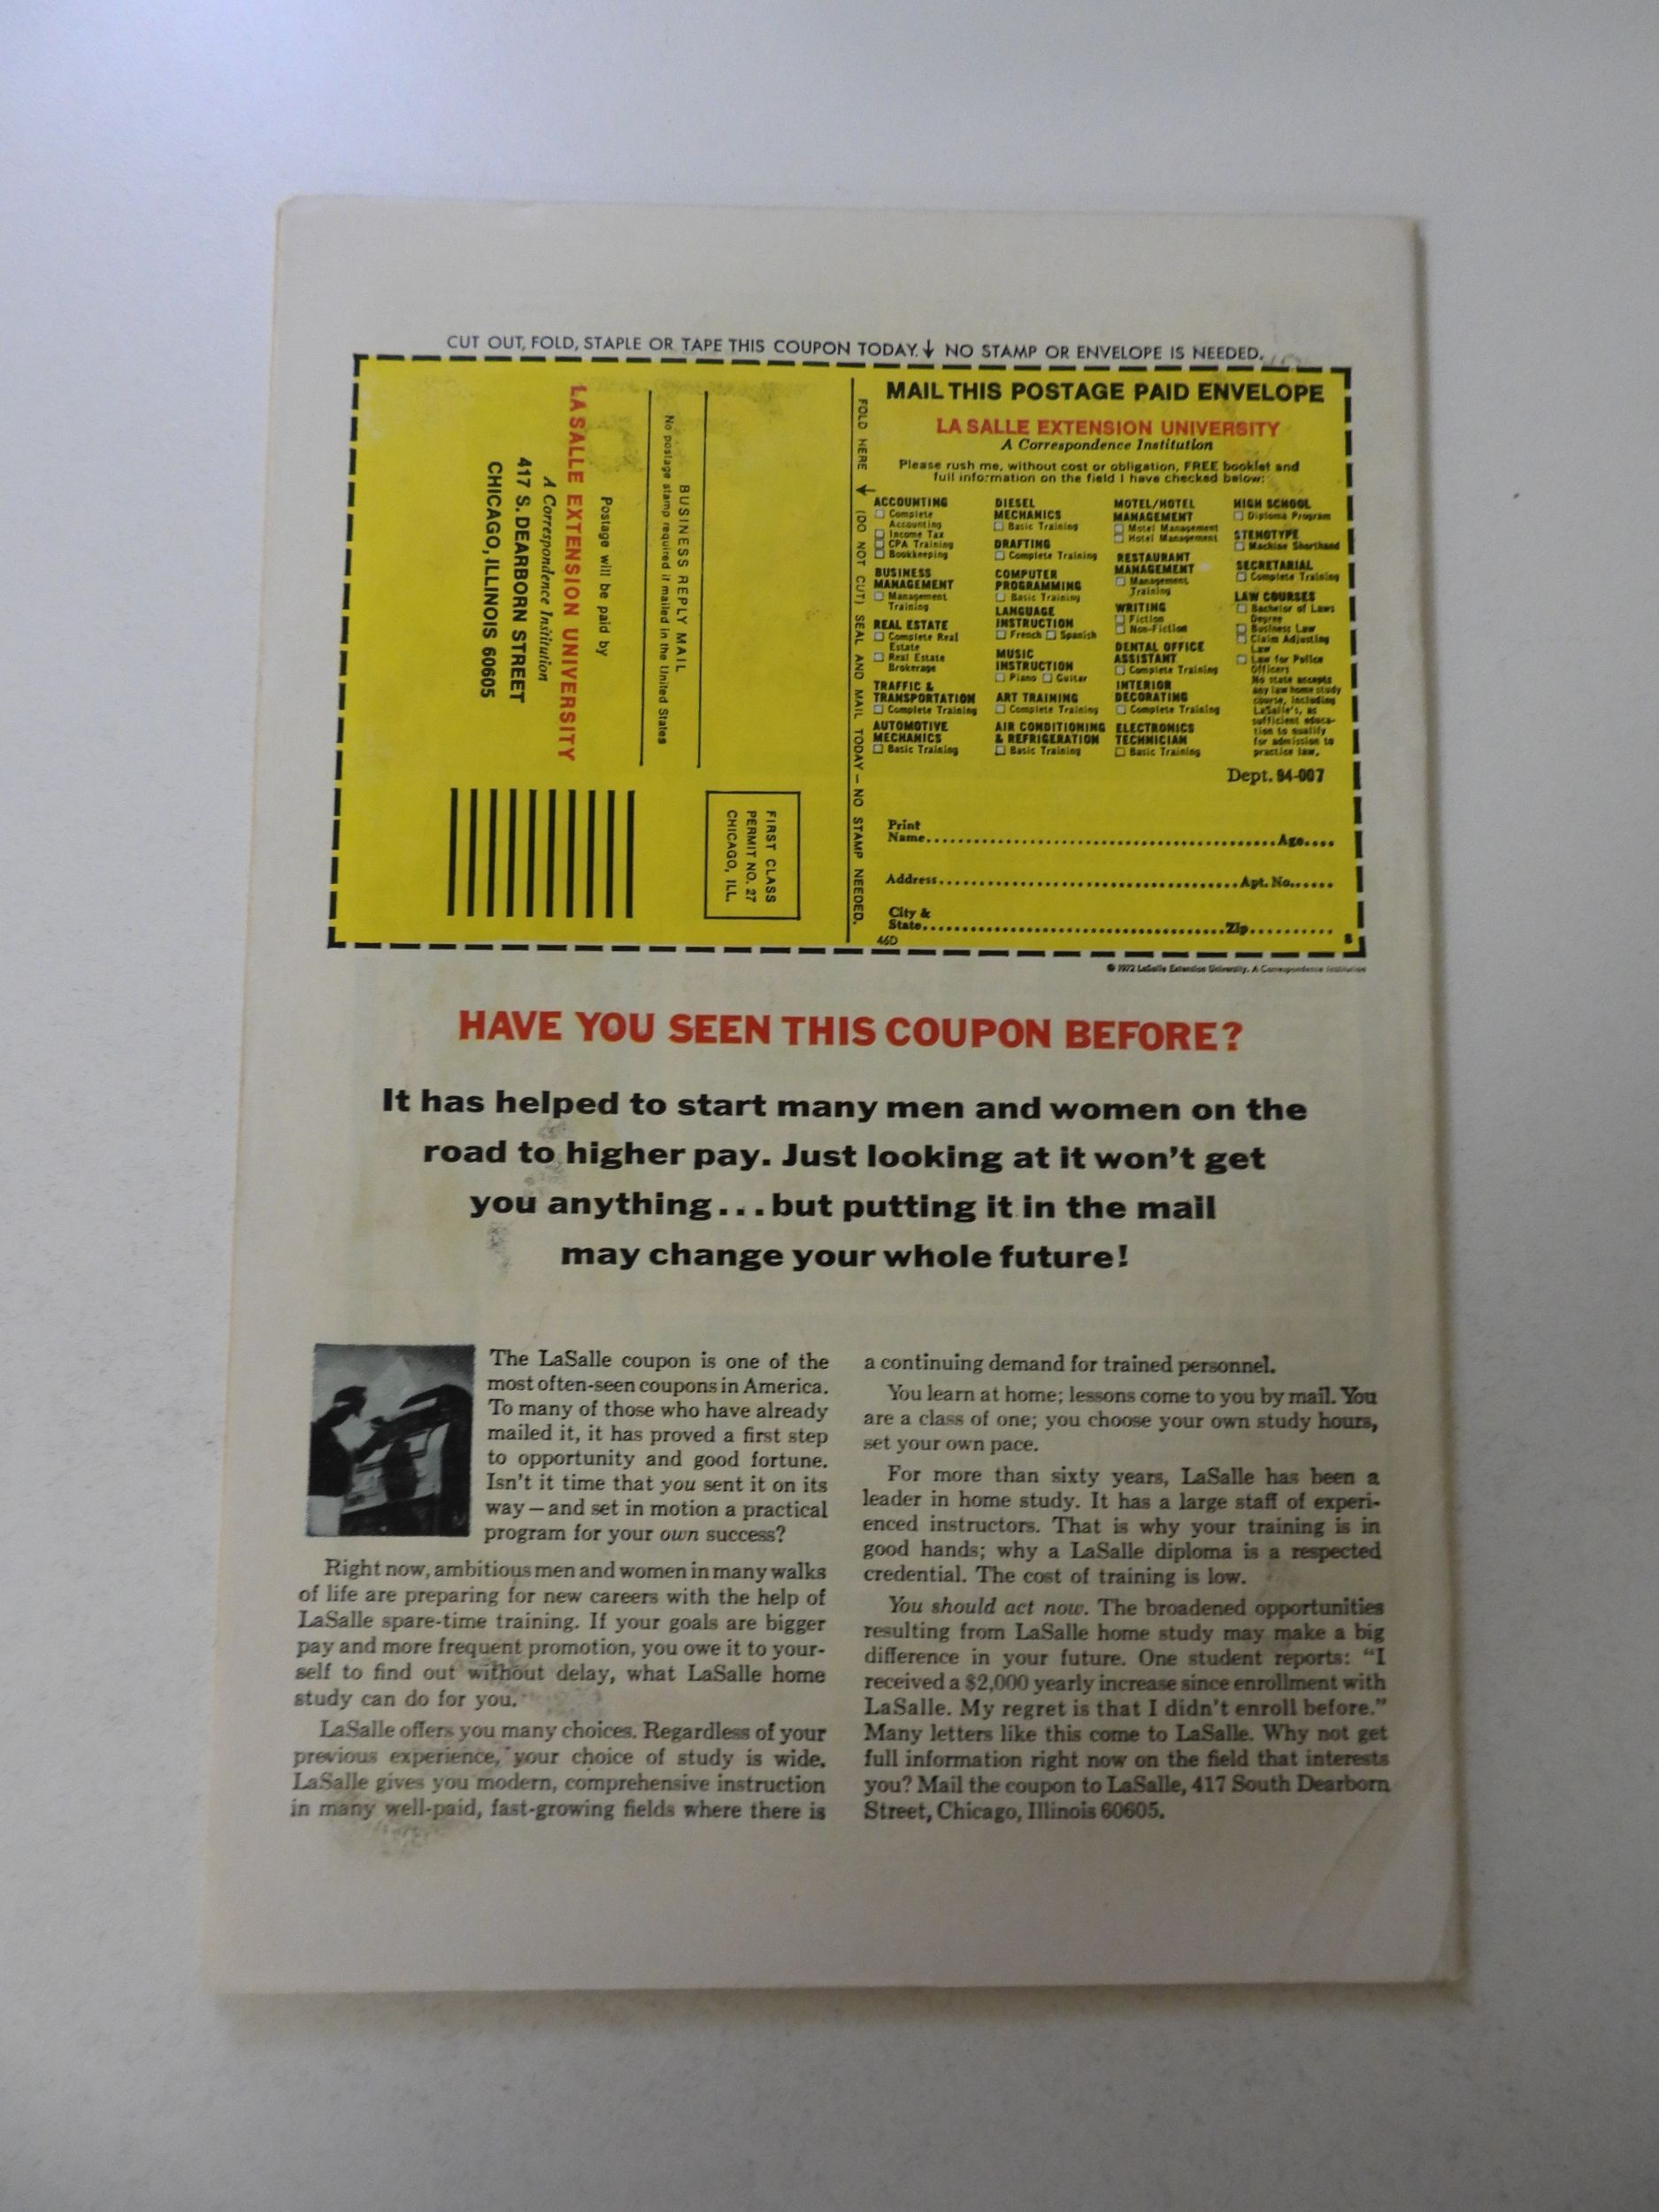 CUT OUT, FOLD, STAPLE OR TAPE THIS COUPON TODAY. ↓ NO STAMP OR ENVELOPE IS NEEDED.
BUSINESS REPLY MAIL
No postage stamp required if mailed in the United States
Postage will be paid by
LA SALLE EXTENSION UNIVERSITY
A Correspondence Institution
417 S. DEARBORN STREET
CHICAGO, ILLINOIS 60605
FIRST CLASS
PERMIT NO. 27
CHICAGO, ILL.
FOLD HERE ← (DO NOT CUT) SEAL AND MAIL TODAY — NO STAMP NEEDED.
MAIL THIS POSTAGE PAID ENVELOPE
LA SALLE EXTENSION UNIVERSITY
A Correspondence Institution
Please rush me, without cost or obligation, FREE booklet and
full information on the field I have checked below:
ACCOUNTING
☐ Complete
Accounting
☐ Income Tax
☐ CPA Training
☐ Bookkeeping
BUSINESS
MANAGEMENT
☐ Management
Training
REAL ESTATE
☐ Complete Real
Estate
☐ Real Estate
Brokerage
TRAFFIC &
TRANSPORTATION
☐ Complete Training
AUTOMOTIVE
MECHANICS
☐ Basic Training
DIESEL
MECHANICS
☐ Basic Training
DRAFTING
☐ Complete Training
COMPUTER
PROGRAMMING
☐ Basic Training
LANGUAGE
INSTRUCTION
☐ French ☐ Spanish
MUSIC
INSTRUCTION
☐ Piano ☐ Guitar
ART TRAINING
☐ Complete Training
AIR CONDITIONING
& REFRIGERATION
☐ Basic Training
MOTEL/HOTEL
MANAGEMENT
☐ Motel Management
☐ Hotel Management
RESTAURANT
MANAGEMENT
☐ Management
Training
WRITING
☐ Fiction
☐ Non-Fiction
DENTAL OFFICE
ASSISTANT
☐ Complete Training
INTERIOR
DECORATING
☐ Complete Training
ELECTRONICS
TECHNICIAN
☐ Basic Training
HIGH SCHOOL
☐ Diploma Program
STENOTYPE
☐ Machine Shorthand
SECRETARIAL
☐ Complete Training
LAW COURSES
☐ Bachelor of Laws
Degree
☐ Business Law
☐ Claim Adjusting
Law
☐ Law for Police
Officers
No state accepts
any law home study
course, including
LaSalle's, as
sufficient educa-
tion to qualify
for admission to
practice law.
Dept. 94-007
Print
Name.....Age....
Address.....Apt. No......
City &
State.....Zip..........
46D
© 1972 LaSalle Extension University. A Correspondence Institution
HAVE YOU SEEN THIS COUPON BEFORE?
It has helped to start many men and women on the
road to higher pay. Just looking at it won't get
you anything...but putting it in the mail
may change your whole future!
The LaSalle coupon is one of the
most often-seen coupons in America.
To many of those who have already
mailed it, it has proved a first step
to opportunity and good fortune.
Isn't it time that you sent it on its
way—and set in motion a practical
program for your own success?
Right now, ambitious men and women in many walks
of life are preparing for new careers with the help of
LaSalle spare-time training. If your goals are bigger
pay and more frequent promotion, you owe it to your-
self to find out without delay, what LaSalle home
study can do for you.
LaSalle offers you many choices. Regardless of your
previous experience, your choice of study is wide.
LaSalle gives you modern, comprehensive instruction
in many well-paid, fast-growing fields where there is
a continuing demand for trained personnel.
You learn at home; lessons come to you by mail. You
are a class of one; you choose your own study hours,
set your own pace.
For more than sixty years, LaSalle has been a
leader in home study. It has a large staff of experi-
enced instructors. That is why your training is in
good hands; why a LaSalle diploma is a respected
credential. The cost of training is low.
You should act now. The broadened opportunities
resulting from LaSalle home study may make a big
difference in your future. One student reports: "I
received a $2,000 yearly increase since enrollment with
LaSalle. My regret is that I didn't enroll before."
Many letters like this come to LaSalle. Why not get
full information right now on the field that interests
you? Mail the coupon to LaSalle, 417 South Dearborn
Street, Chicago, Illinois 60605.